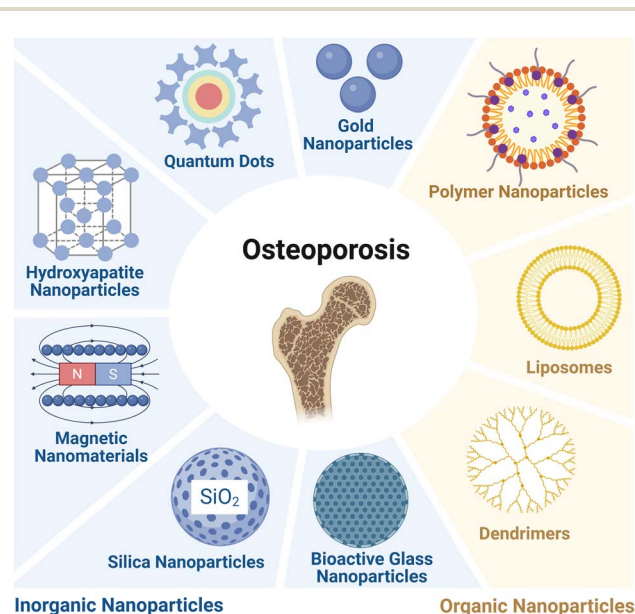 Gold
Nanoparticles
Quantum Dots
Polymer Nanoparticles
Hydroxyapatite
Nanoparticles
Osteoporosis
Liposomes
N S
Magnetic
Nanomaterials
SiO₂
Silica Nanoparticles
Bioactive Glass
Nanoparticles
Dendrimers
Inorganic Nanoparticles
Organic Nanoparticles